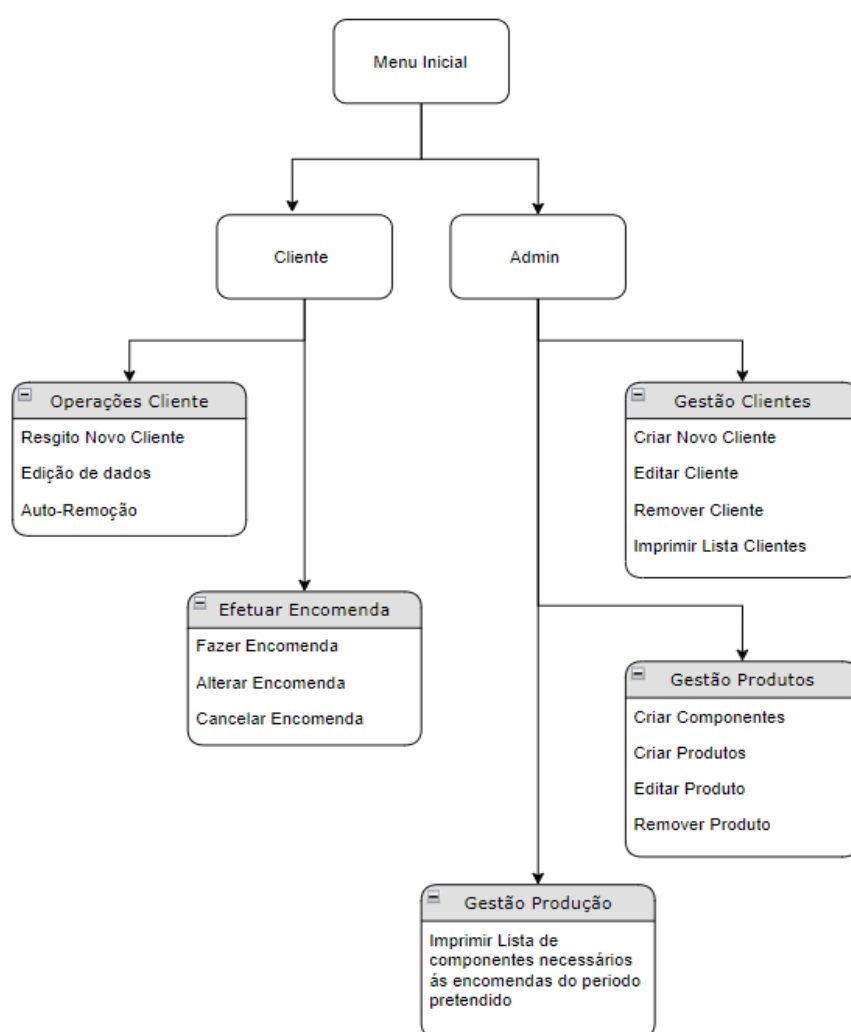 Menu Inicial
Cliente
Admin
Operações Cliente
Resgito Novo Cliente
Edição de dados
Auto-Remoção
Gestão Clientes
Criar Novo Cliente
Editar Cliente
Remover Cliente
Imprimir Lista Clientes
Efetuar Encomenda
Fazer Encomenda
Alterar Encomenda
Cancelar Encomenda
Gestão Produtos
Criar Componentes
Criar Produtos
Editar Produto
Remover Produto
Gestão Produção
Imprimir Lista de
componentes necessários
ás encomendas do periodo
pretendido